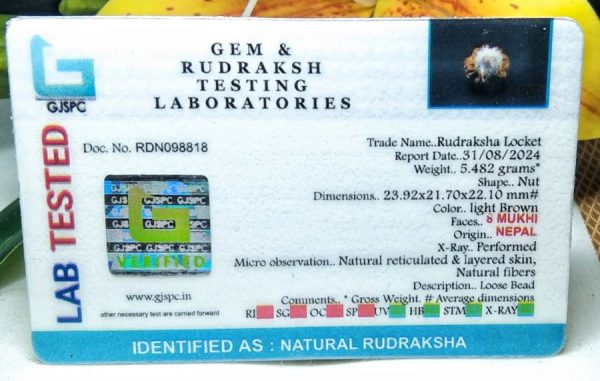 GEM &
RUDRAKSH
TESTING
LABORATORIES
GJSPC
LAB TESTED
Doc. No. RDN098818
Trade Name..Rudraksha Locket
Report Date..31/08/2024
Weight.. 5.482 grams*
Shape.. Nut
Dimensions.. 23.92x21.70x22.10 mm#
Color.. light Brown
Faces.. 8 MUKHI
Origin.. NEPAL
X-Ray.. Performed
Micro observation.. Natural reticulated & layered skin,
Natural fibers
Description.. Loose Bead
Comments.. * Gross Weight. # Average dimensions
GJSPC GJSPC GJSPC
VERIFIED
www.gjspc.in
other necessary test are carried forward
RI SG OC SP UV HB STM X-RAY
IDENTIFIED AS : NATURAL RUDRAKSHA